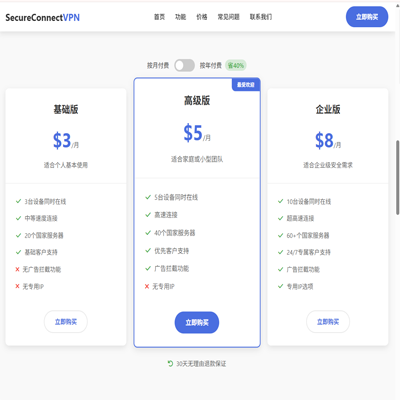 SecureConnectVPN
首页 功能 价格 常见问题 联系我们
立即购买
按月付费 按年付费 省40%
基础版
$3/月
适合个人基本使用
3台设备同时在线
中等速度连接
20个国家服务器
基础客户支持
无广告拦截功能
无专用IP
立即购买
最受欢迎
高级版
$5/月
适合家庭或小型团队
5台设备同时在线
高速连接
40个国家服务器
优先客户支持
广告拦截功能
无专用IP
立即购买
企业版
$8/月
适合企业级安全需求
10台设备同时在线
超高速连接
60+个国家服务器
24/7专属客户支持
广告拦截功能
专用IP选项
立即购买
30天无理由退款保证